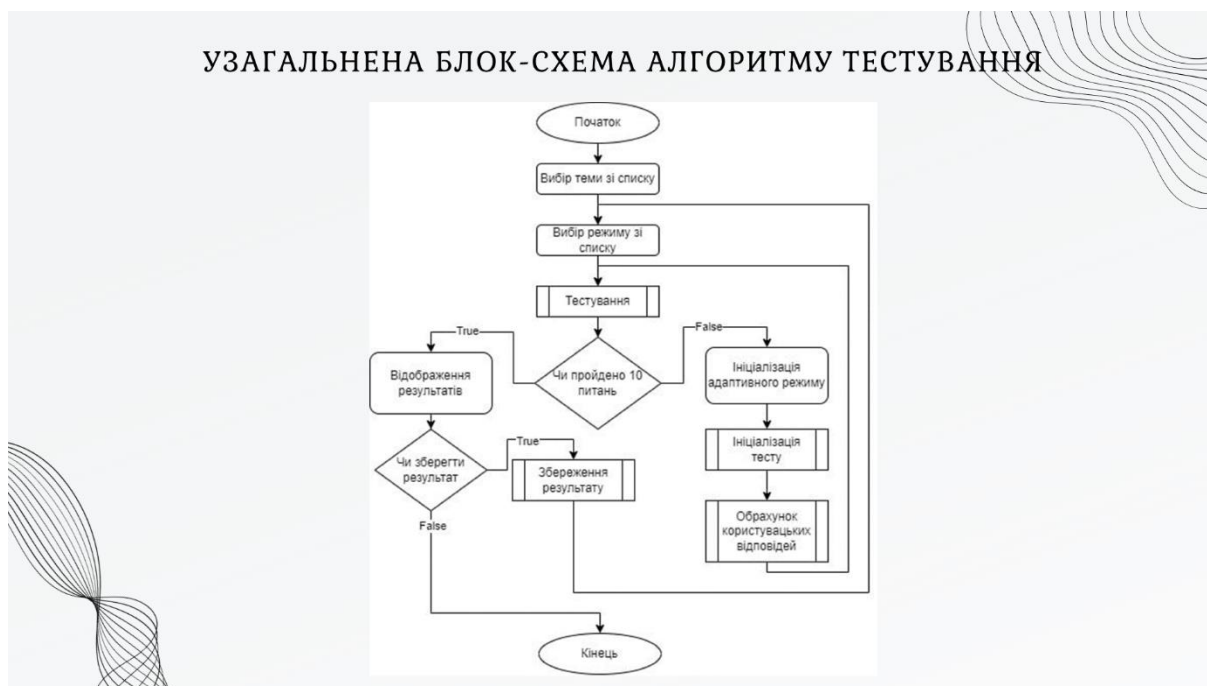 УЗАГАЛЬНЕНА БЛОК-СХЕМА АЛГОРИТМУ ТЕСТУВАННЯ
Початок
Вибір теми зі списку
Вибір режиму зі
списку
Тестування
True
False
Чи пройдено 10
питань
Відображення
результатів
Ініціалізація
адаптивного режиму
Чи зберегти
результат
True
Збереження
результату
Ініціалізація
тесту
Обрахунок
користувацьких
відповідей
False
Кінець